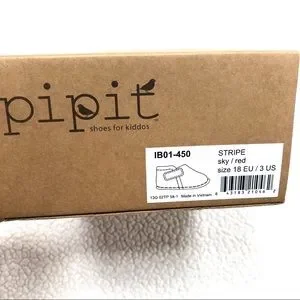 pipit
shoes for kiddos
IB01-450
STRIPE
sky / red
size 18 EU / 3 US
Made in Vietnam